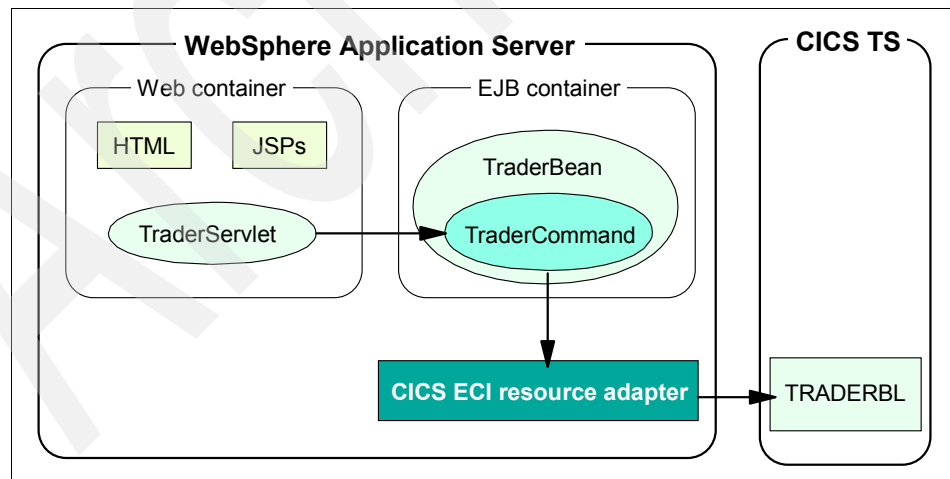 WebSphere Application Server
CICS TS
Web container
EJB container
HTML
JSPs
TraderBean
TraderServlet
TraderCommand
CICS ECI resource adapter
TRADERBL